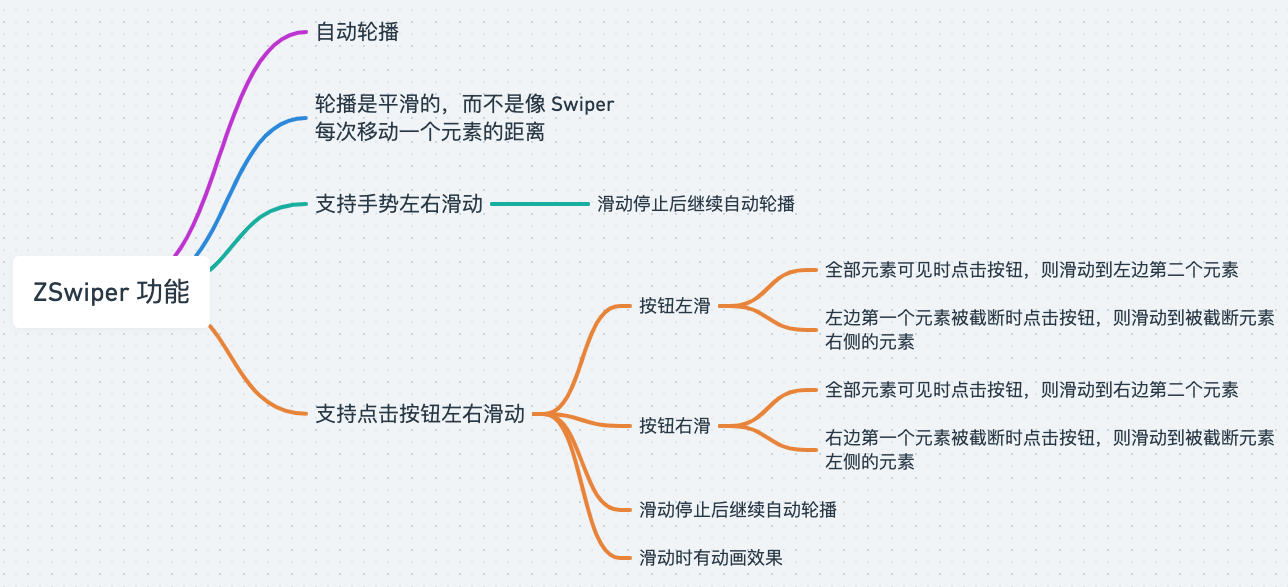 自动轮播
轮播是平滑的，而不是像 Swiper
每次移动一个元素的距离
支持手势左右滑动
滑动停止后继续自动轮播
ZSwiper 功能
支持点击按钮左右滑动
按钮左滑
全部元素可见时点击按钮，则滑动到左边第二个元素
左边第一个元素被截断时点击按钮，则滑动到被截断元素
右侧的元素
按钮右滑
全部元素可见时点击按钮，则滑动到右边第二个元素
右边第一个元素被截断时点击按钮，则滑动到被截断元素
左侧的元素
滑动停止后继续自动轮播
滑动时有动画效果